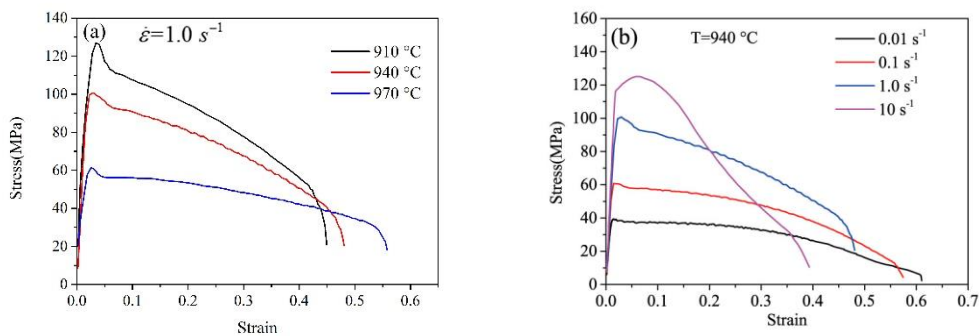 (a)
ε̇=1.0 s⁻¹
910 °C
940 °C
970 °C
Stress(MPa)
140
120
100
80
60
40
20
0
0.0 0.1 0.2 0.3 0.4 0.5 0.6
Strain
(b)
T=940 °C
0.01 s⁻¹
0.1 s⁻¹
1.0 s⁻¹
10 s⁻¹
Stress(MPa)
160
140
120
100
80
60
40
20
0
0.0 0.1 0.2 0.3 0.4 0.5 0.6 0.7
Strain